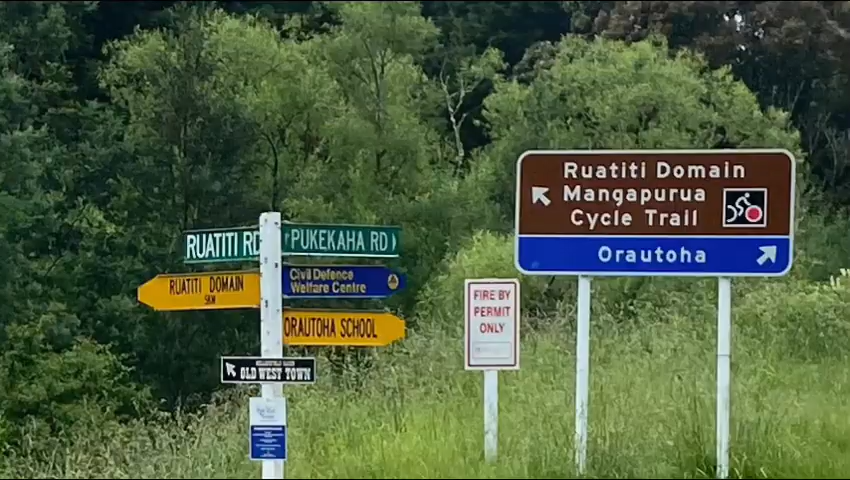 RUATITI RD
PUKEKAHA RD
RUATITI DOMAIN
5KM
Civil Defence
Welfare Centre
ORAUTOHA SCHOOL
OLD WEST TOWN
FIRE BY
PERMIT
ONLY
Ruatiti Domain
Mangapurua
Cycle Trail
Orautoha